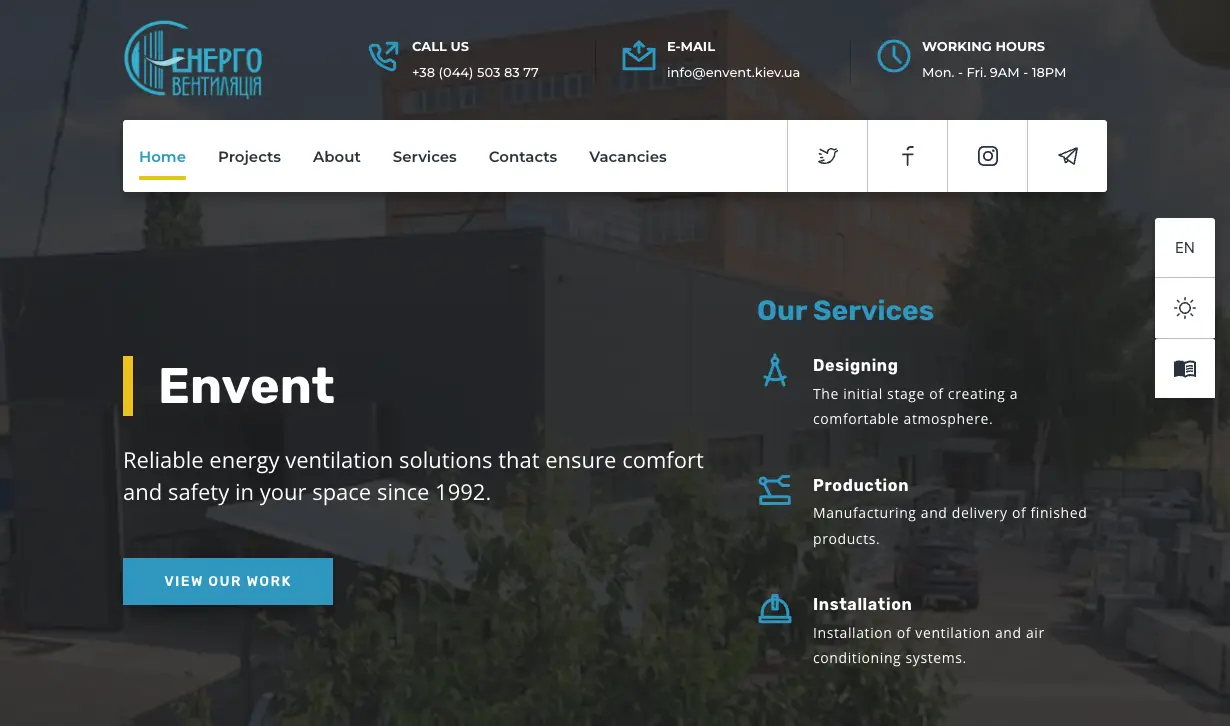 ЕНЕРГО
ВЕНТИЛЯЦІЯ
CALL US
+38 (044) 503 83 77
E-MAIL
info@envent.kiev.ua
WORKING HOURS
Mon. - Fri. 9AM - 18PM
Home Projects About Services Contacts Vacancies
EN
Envent
Reliable energy ventilation solutions that ensure comfort
and safety in your space since 1992.
VIEW OUR WORK
Our Services
Designing
The initial stage of creating a
comfortable atmosphere.
Production
Manufacturing and delivery of finished
products.
Installation
Installation of ventilation and air
conditioning systems.